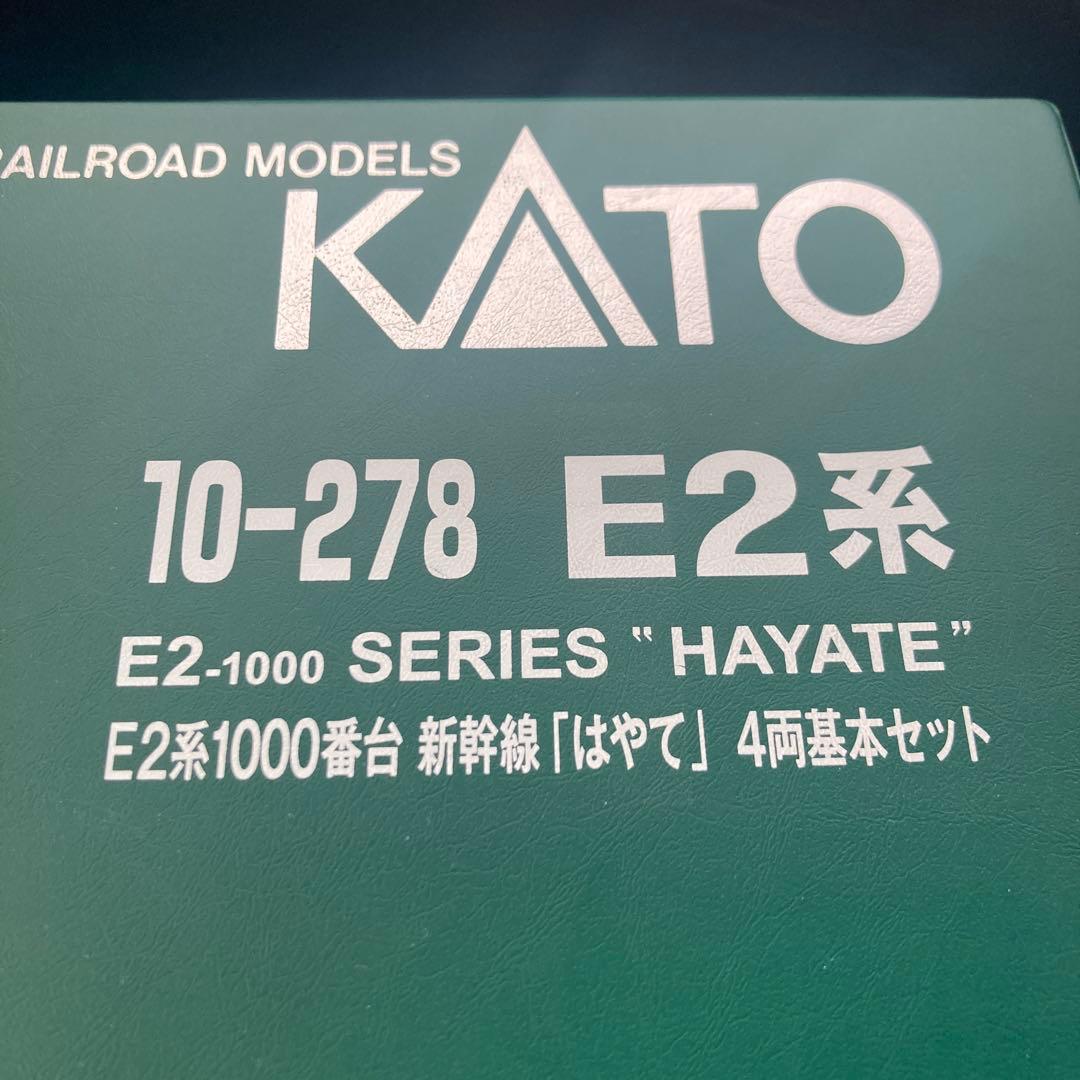 RAILROAD MODELS
KATO
10-278 E2系
E2-1000 SERIES “HAYATE”
E2系1000番台 新幹線「はやて」 4両基本セット